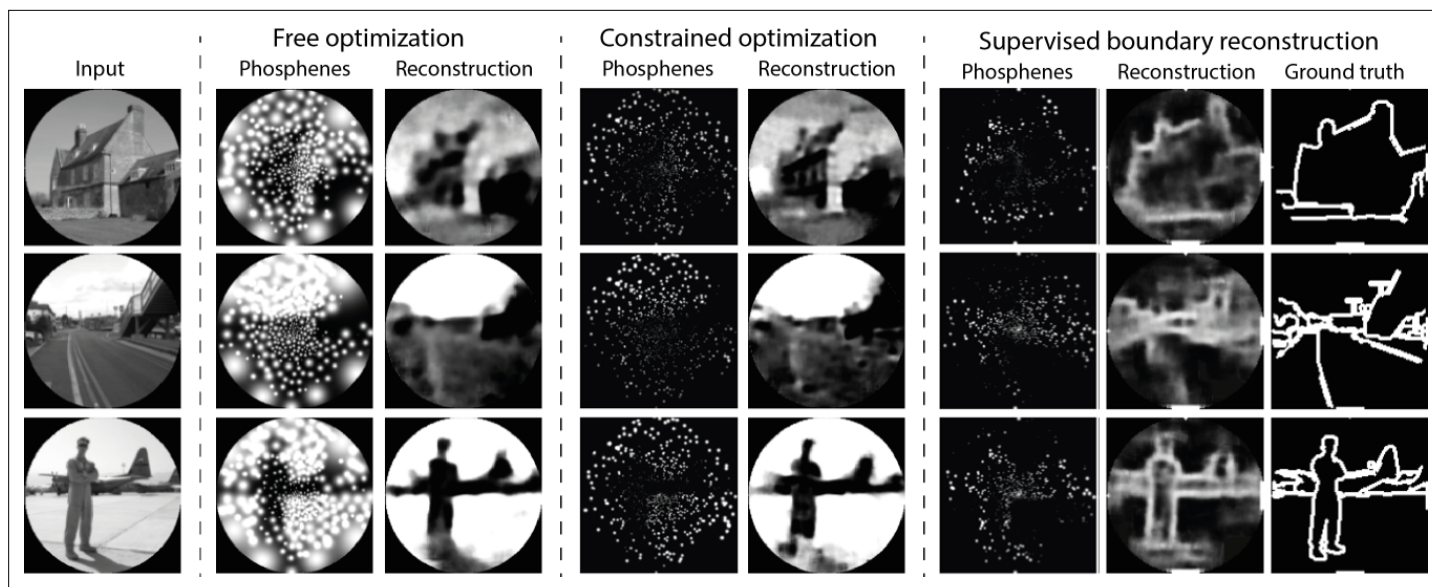 Free optimization
Constrained optimization
Supervised boundary reconstruction
Input
Phosphenes
Reconstruction
Phosphenes
Reconstruction
Phosphenes
Reconstruction
Ground truth